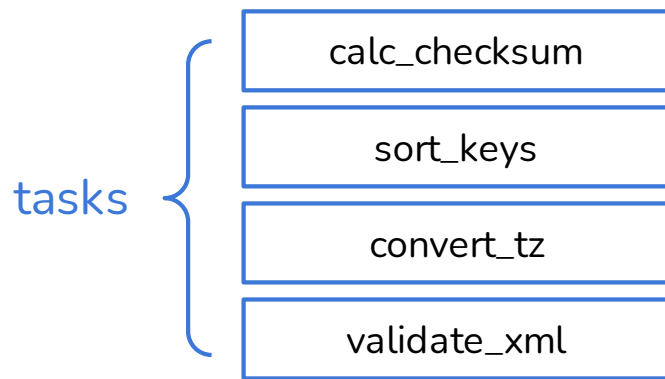 calc_checksum
sort_keys
tasks
convert_tz
validate_xml